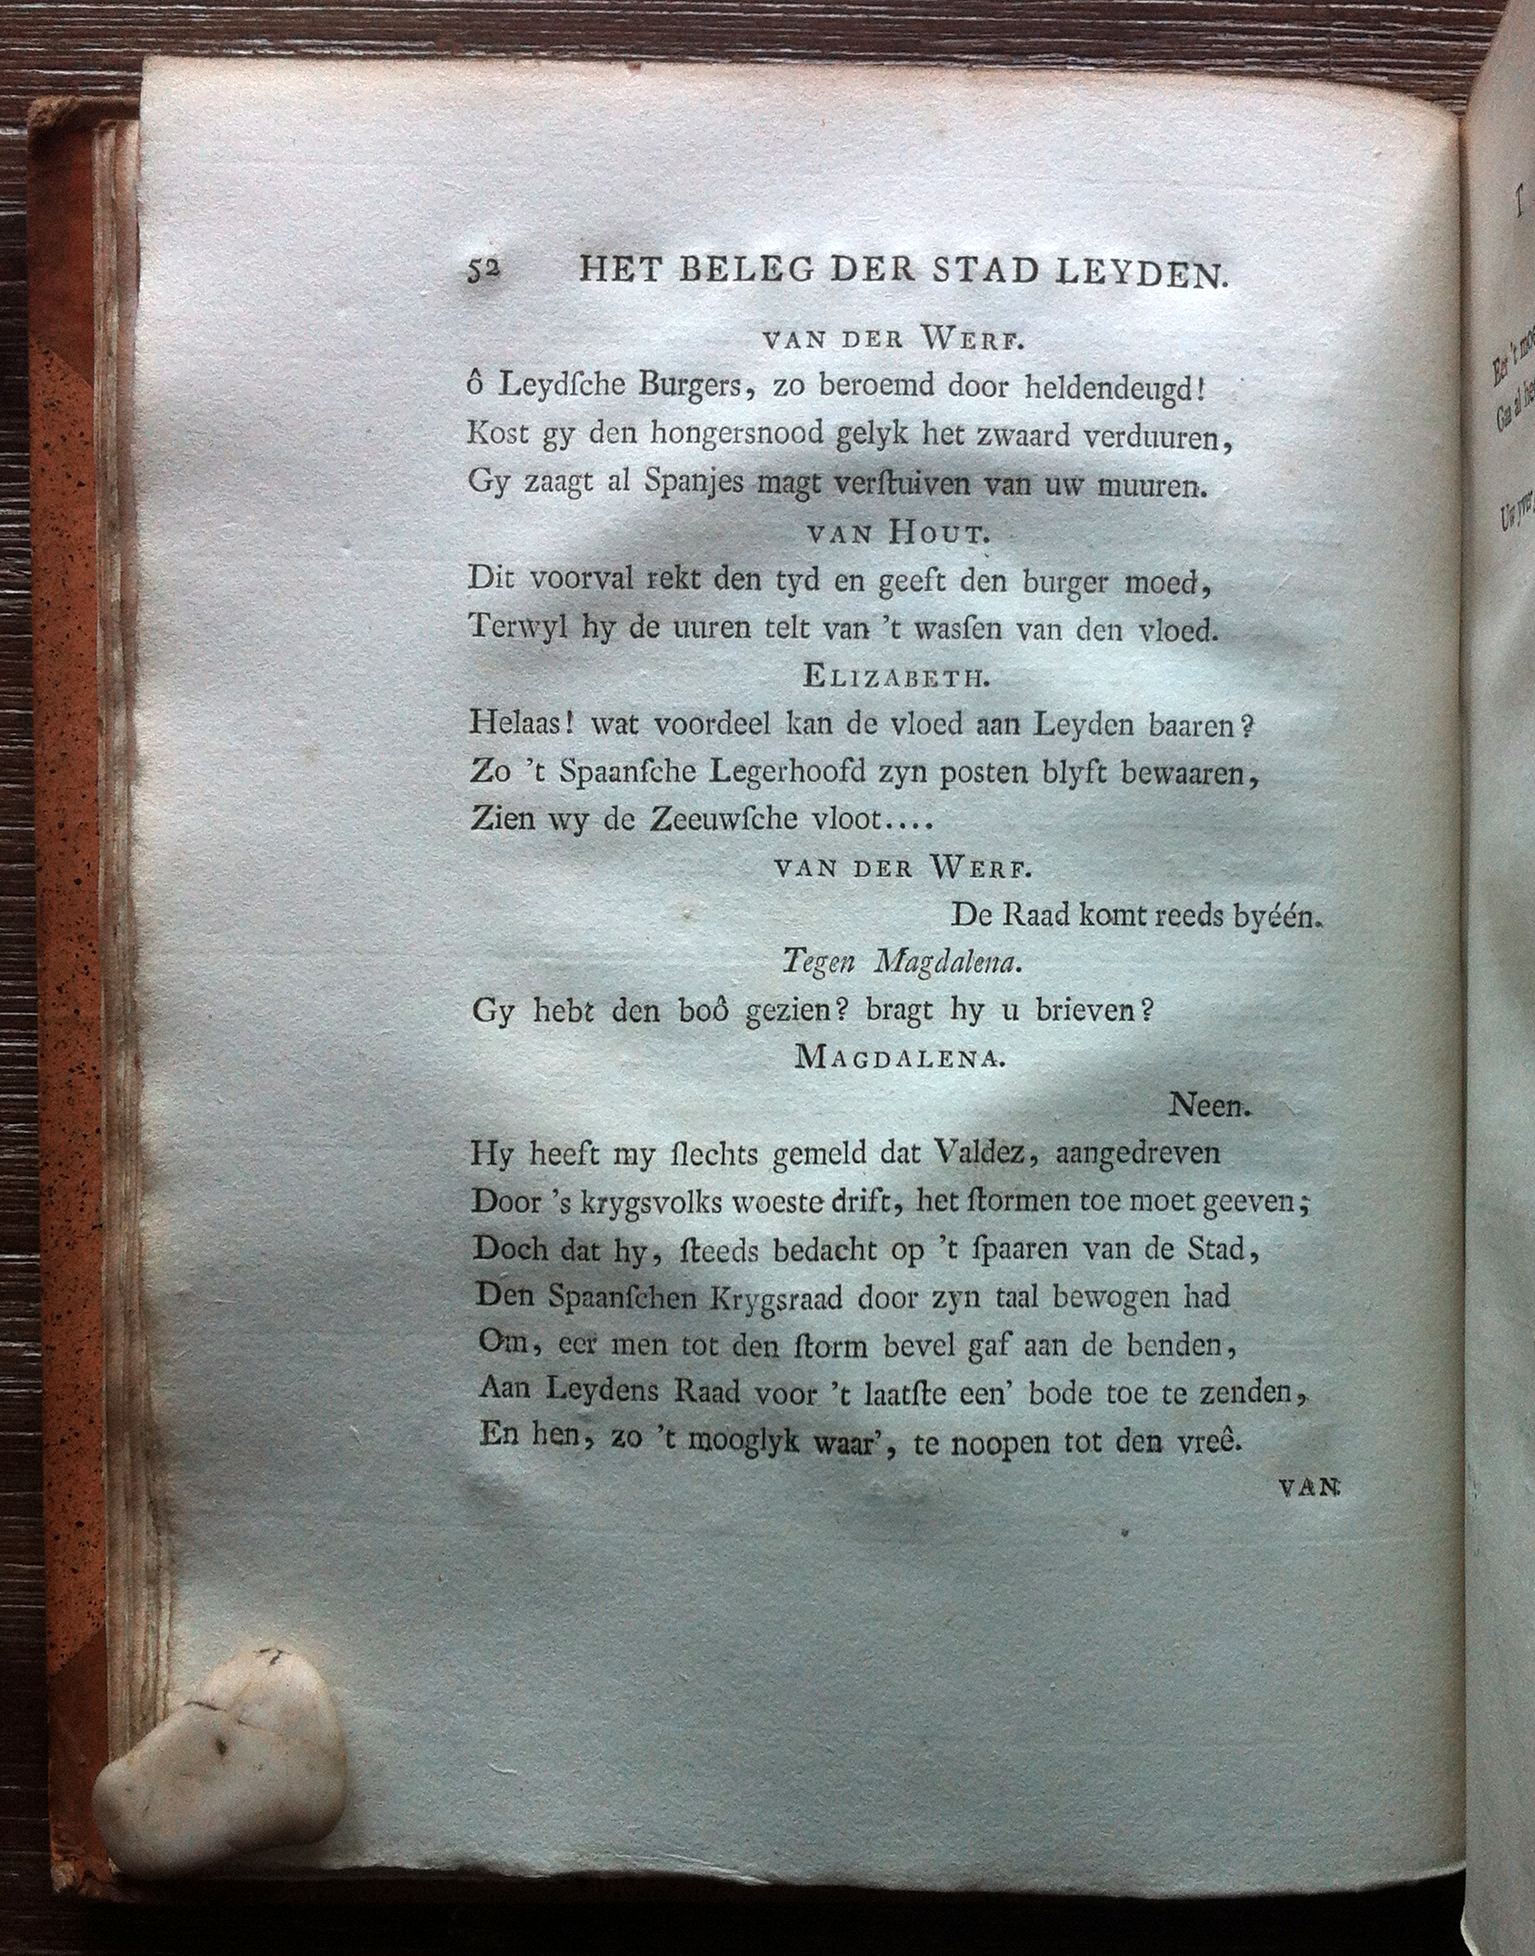 52 HET BELEG DER STAD LEYDEN.
VAN DER WERF.
ô Leydſche Burgers, zo beroemd door heldendeugd!
Kost gy den hongersnood gelyk het zwaard verduuren,
Gy zaagt al Spanjes magt verſtuiven van uw muuren.
VAN HOUT.
Dit voorval rekt den tyd en geeft den burger moed,
Terwyl hy de uuren telt van 't wasſen van den vloed.
ELIZABETH.
Helaas! wat voordeel kan de vloed aan Leyden baaren?
Zo 't Spaanſche Legerhoofd zyn posten blyft bewaaren,
Zien wy de Zeeuwſche vloot....
VAN DER WERF.
De Raad komt reeds byéén.
Tegen Magdalena.
Gy hebt den boô gezien? bragt hy u brieven?
MAGDALENA.
Neen.
Hy heeft my ſlechts gemeld dat Valdez, aangedreven
Door 's krygsvolks woeste drift, het ſtormen toe moet geeven;
Doch dat hy, ſteeds bedacht op 't ſpaaren van de Stad,
Den Spaanſchen Krygsraad door zyn taal bewogen had
Om, eer men tot den ſtorm bevel gaf aan de benden,
Aan Leydens Raad voor 't laatſte een' bode toe te zenden,
En hen, zo 't mooglyk waar', te noopen tot den vreê.
VAN
Eer 't
Ga al
Uw